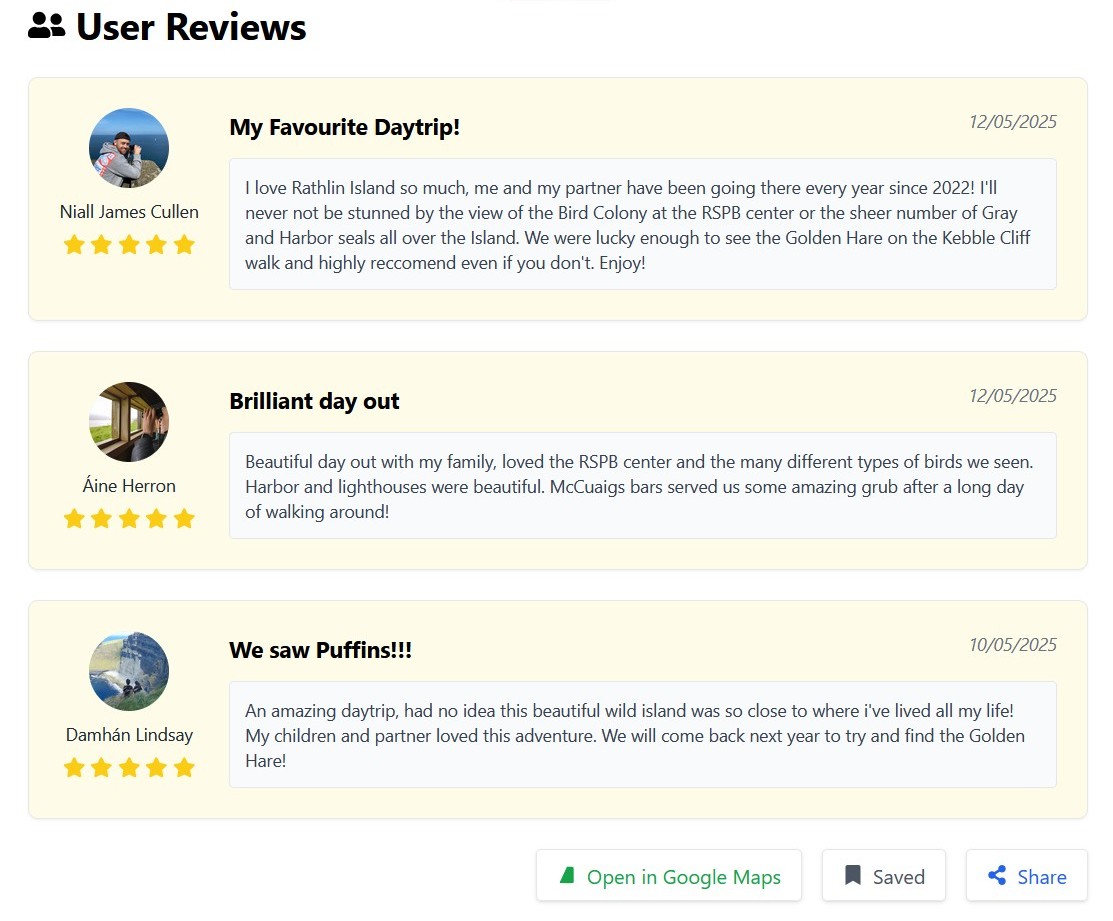 User Reviews
My Favourite Daytrip!
12/05/2025
Niall James Cullen
I love Rathlin Island so much, me and my partner have been going there every year since 2022! I'll
never not be stunned by the view of the Bird Colony at the RSPB center or the sheer number of Gray
and Harbor seals all over the Island. We were lucky enough to see the Golden Hare on the Kebble Cliff
walk and highly reccomend even if you don't. Enjoy!
Brilliant day out
12/05/2025
Áine Herron
Beautiful day out with my family, loved the RSPB center and the many different types of birds we seen.
Harbor and lighthouses were beautiful. McCuaigs bars served us some amazing grub after a long day
of walking around!
We saw Puffins!!!
10/05/2025
Damhán Lindsay
An amazing daytrip, had no idea this beautiful wild island was so close to where i've lived all my life!
My children and partner loved this adventure. We will come back next year to try and find the Golden
Hare!
Open in Google Maps
Saved
Share